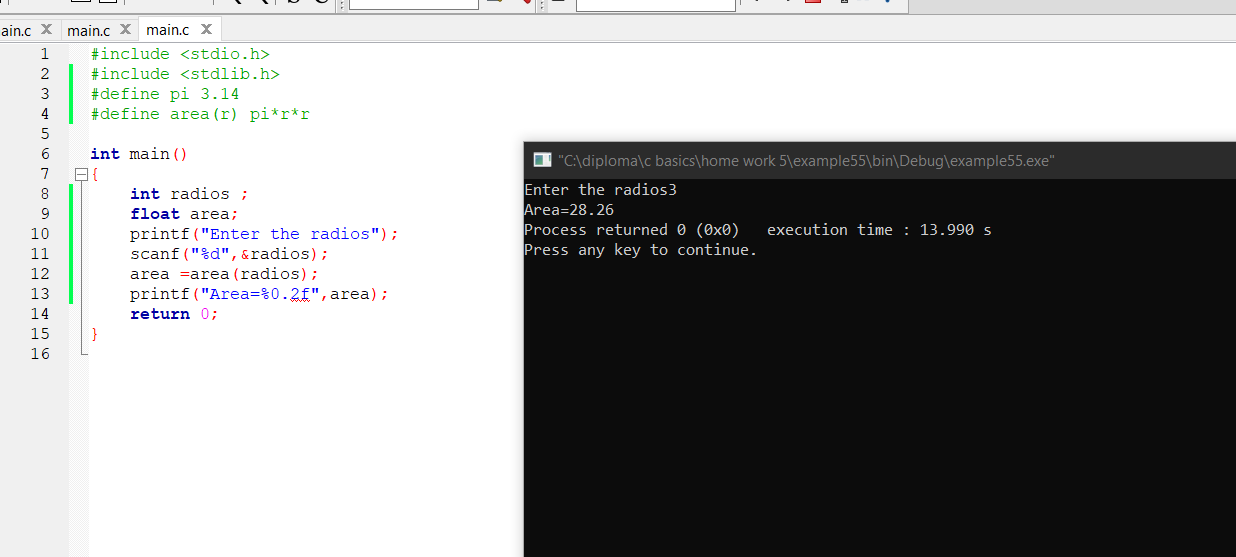 ain.c main.c main.c
1 #include <stdio.h>
2 #include <stdlib.h>
3 #define pi 3.14
4 #define area(r) pi*r*r
5
6 int main()
7 {
8 int radios ;
9 float area;
10 printf("Enter the radios");
11 scanf("%d",&radios);
12 area =area(radios);
13 printf("Area=%0.2f",area);
14 return 0;
15 }
16
"C:\diploma\c basics\home work 5\example55\bin\Debug\example55.exe"
Enter the radios3
Area=28.26
Process returned 0 (0x0)   execution time : 13.990 s
Press any key to continue.